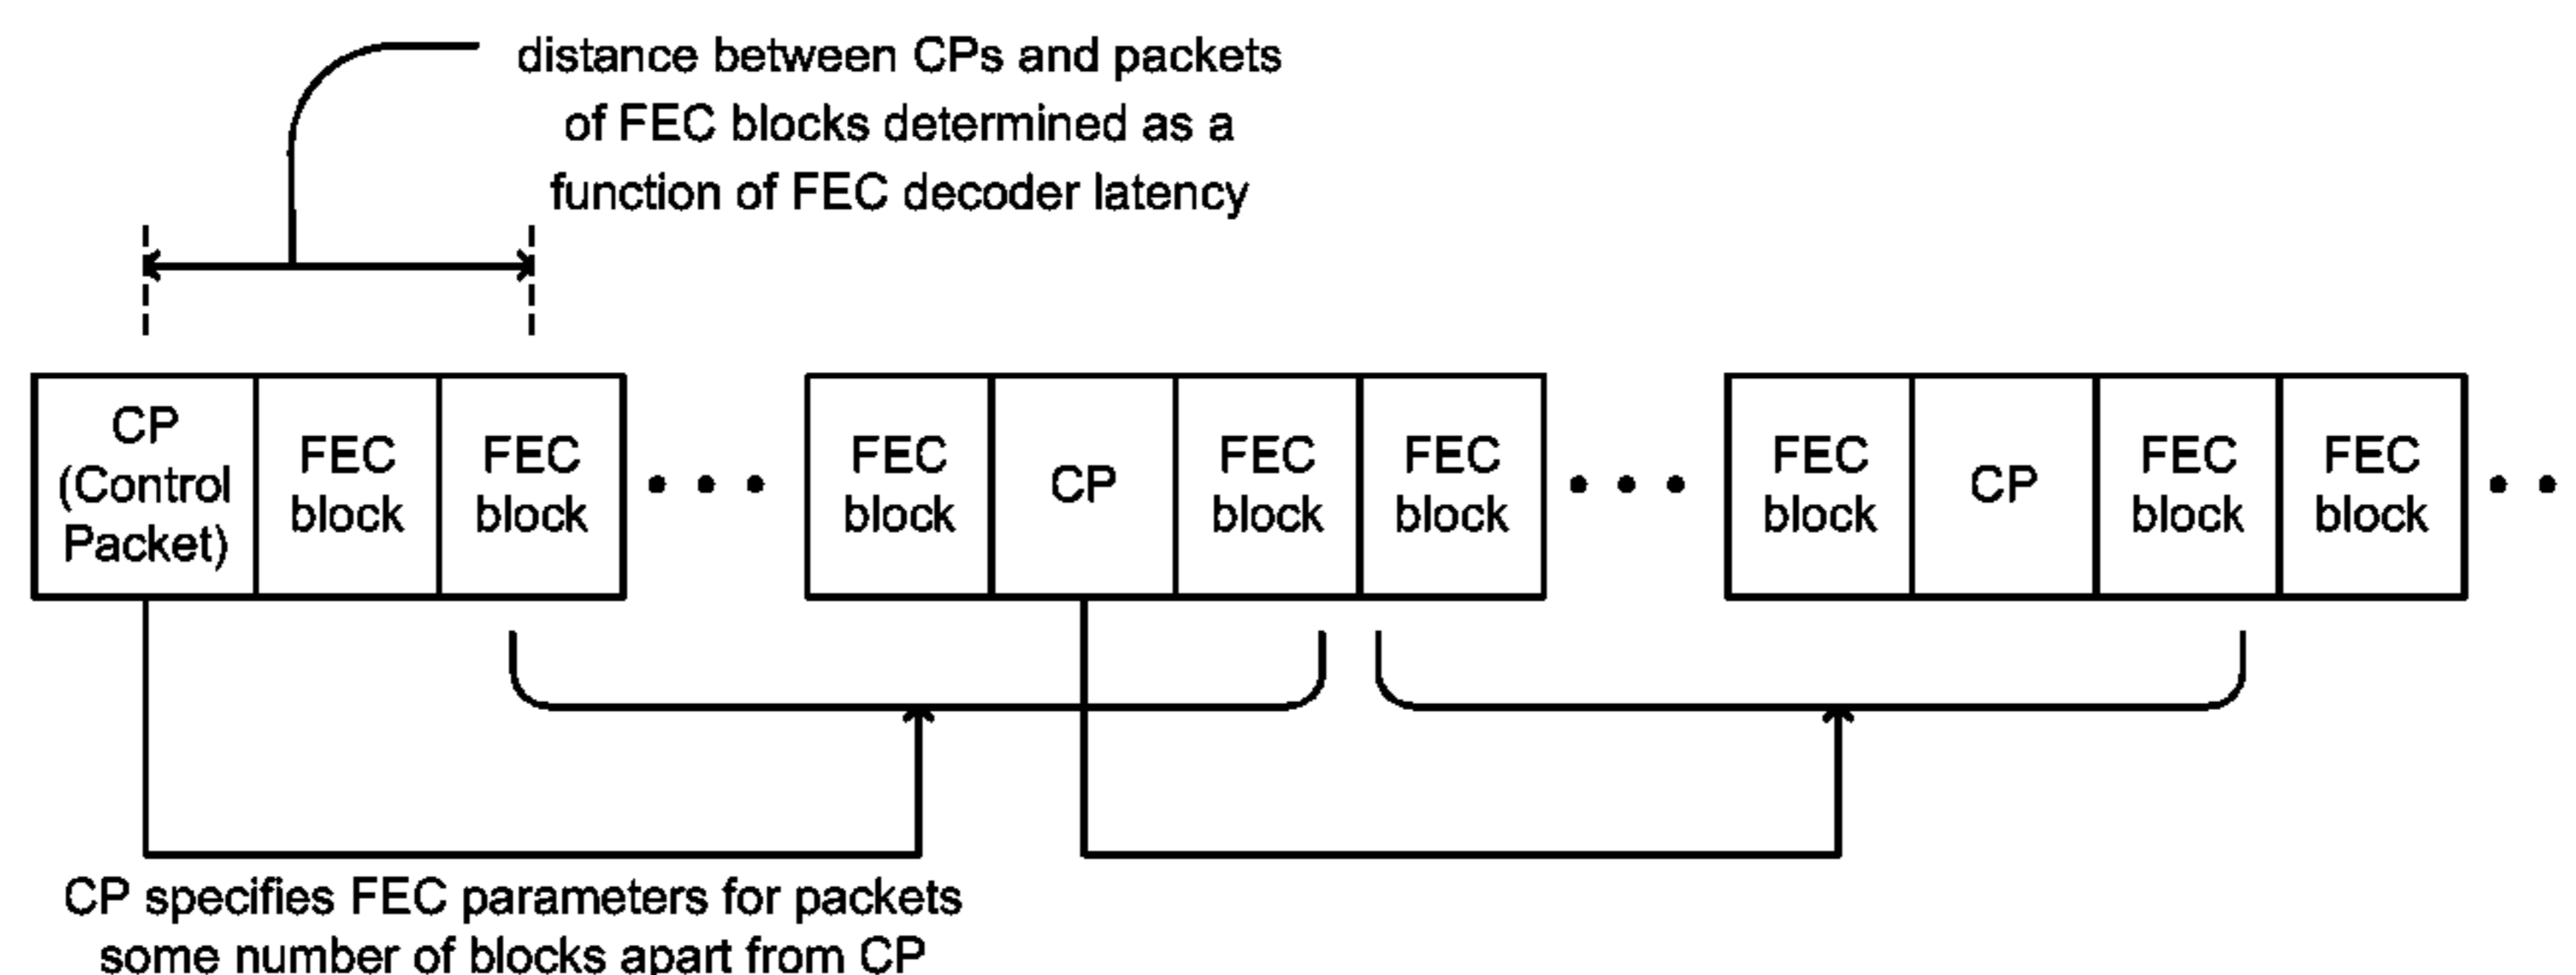 distance between CPs and packets
of FEC blocks determined as a
function of FEC decoder latency
CP
(Control
Packet)
FEC
block
FEC
block
FEC
block
CP
FEC
block
FEC
block
FEC
block
CP
FEC
block
FEC
block
CP specifies FEC parameters for packets
some number of blocks apart from CP